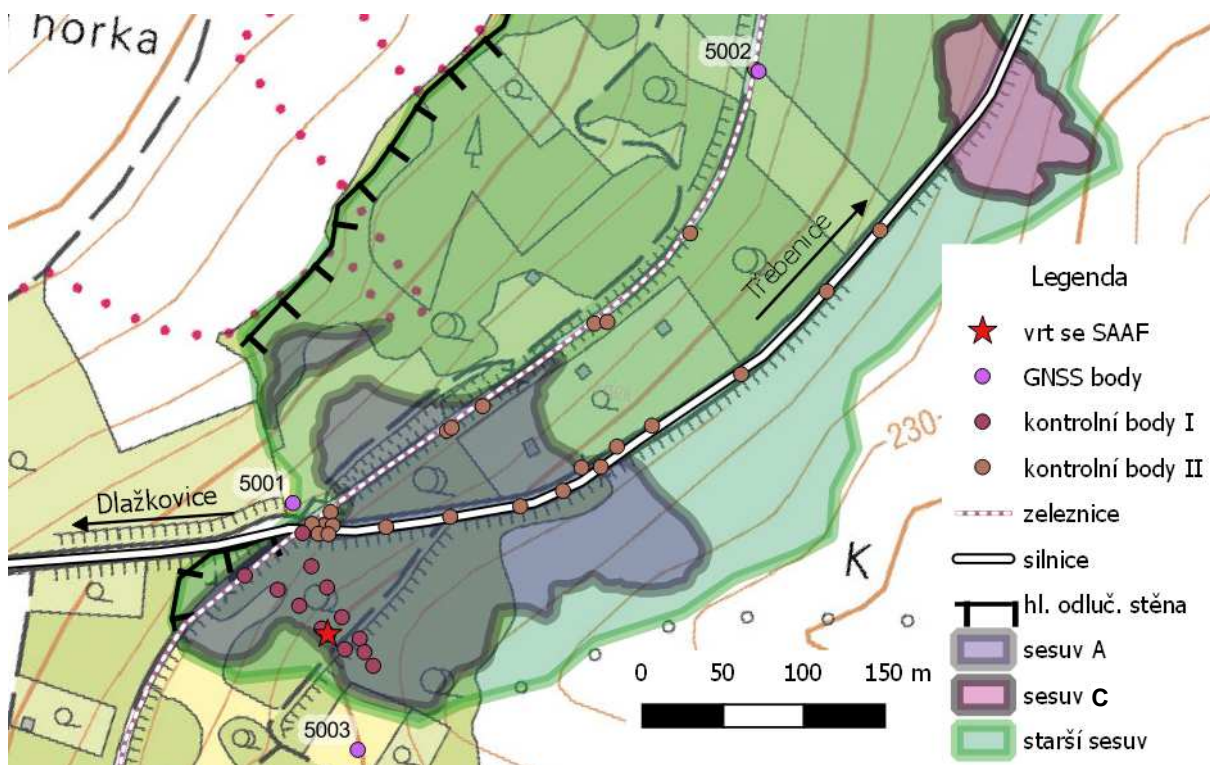 horka
5002
Třebenice
5001
Dlažkovice
230
K
5003
0 50 100 150 m
Legenda
vrt se SAAF
GNSS body
kontrolní body I
kontrolní body II
zeleznice
silnice
hl. odluč. stěna
sesuv A
sesuv C
starší sesuv